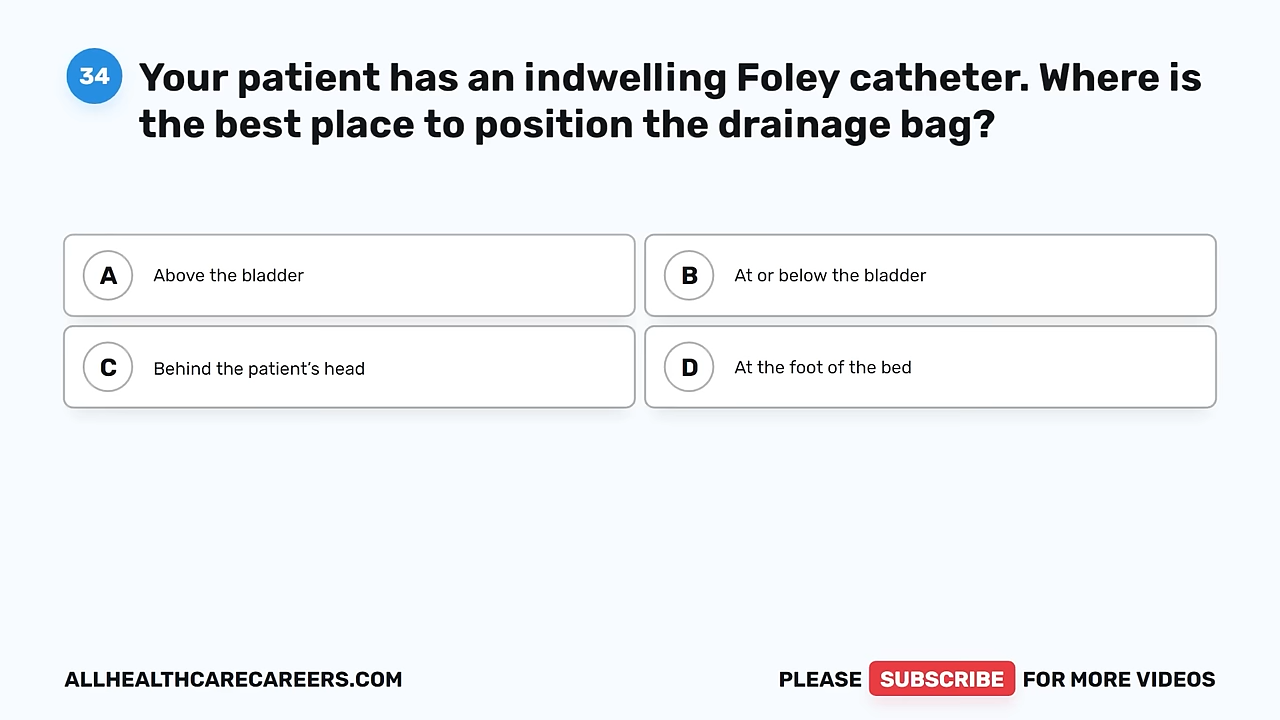 34
Your patient has an indwelling Foley catheter. Where is
the best place to position the drainage bag?
A Above the bladder
B At or below the bladder
C Behind the patient's head
D At the foot of the bed
ALLHEALTHCARECAREERS.COM
PLEASE SUBSCRIBE FOR MORE VIDEOS